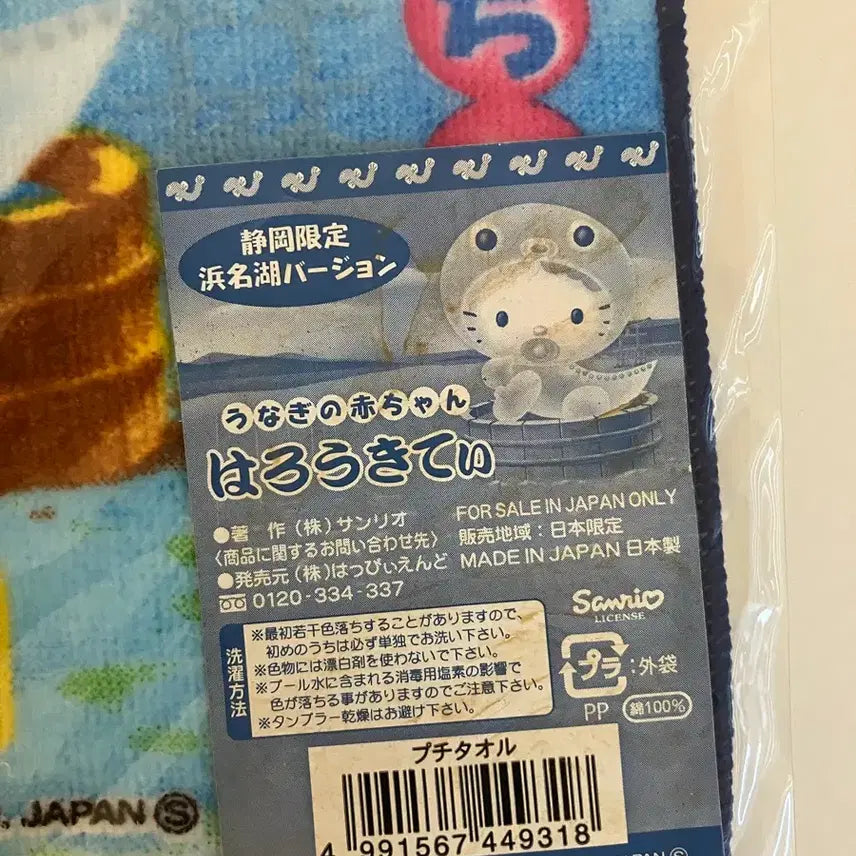 ち
静岡限定
浜名湖バージョン
うなぎの赤ちゃん
はろうきてぃ
●著 作(株)サンリオ
〈商品に関するお問い合わせ先〉
●発売元(株)はっぴぃえんど
0120-334-337
FOR SALE IN JAPAN ONLY
販売地域：日本限定
MADE IN JAPAN 日本製
Sanrio
LICENSE
洗濯方法
※最初若干色落ちすることがありますので、
初めのうちは必ず単独でお洗い下さい。
※色物には漂白剤を使わないで下さい。
※プール水に含まれる消毒用塩素の影響で
色が落ちる事がありますのでご注意下さい。
※タンブラー乾燥はお避け下さい。
プラ：外袋
PP 綿100%
プチタオル
4 991567 449318
JAPAN Ⓢ
JAPAN Ⓢ